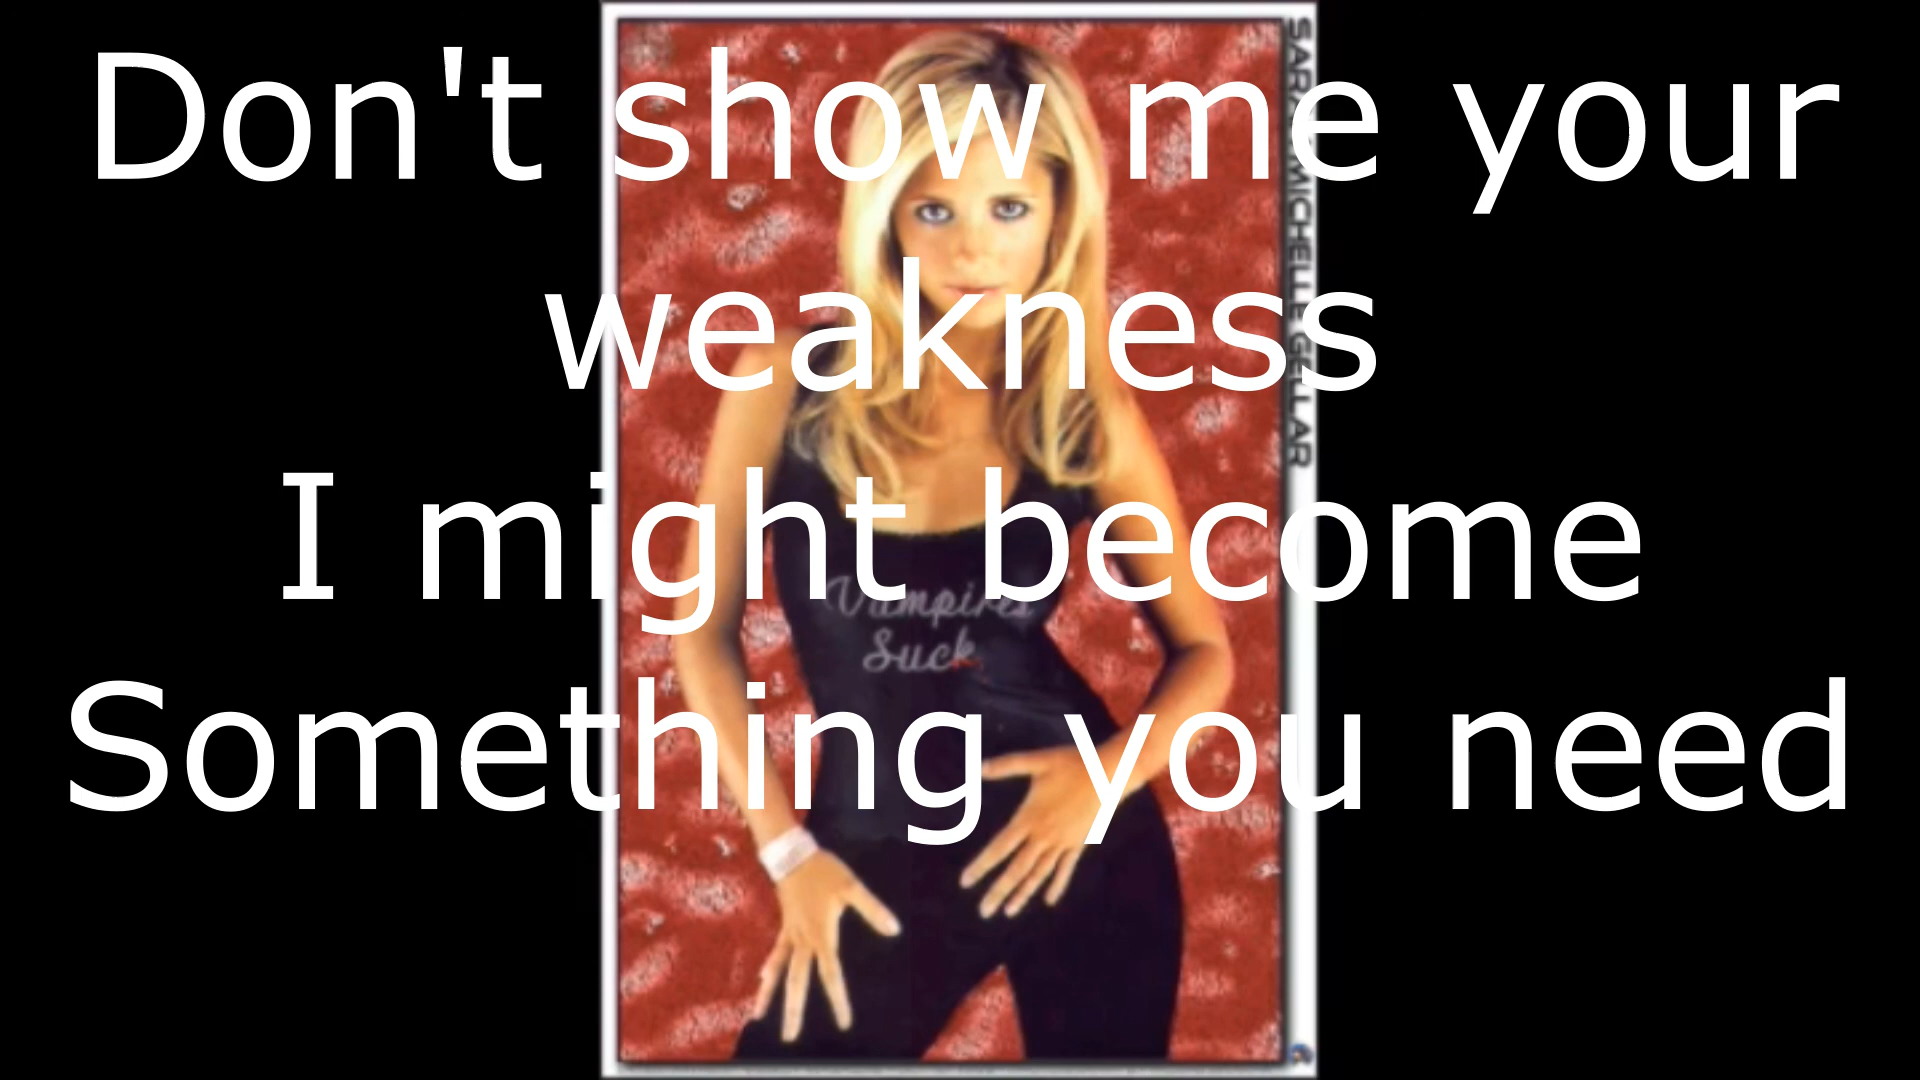 Don't show me your
weakness
I might become
Something you need
SARAH MICHELLE GELLAR
Vampires
Suck